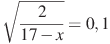 √(2/(17 − x)) = 0,1